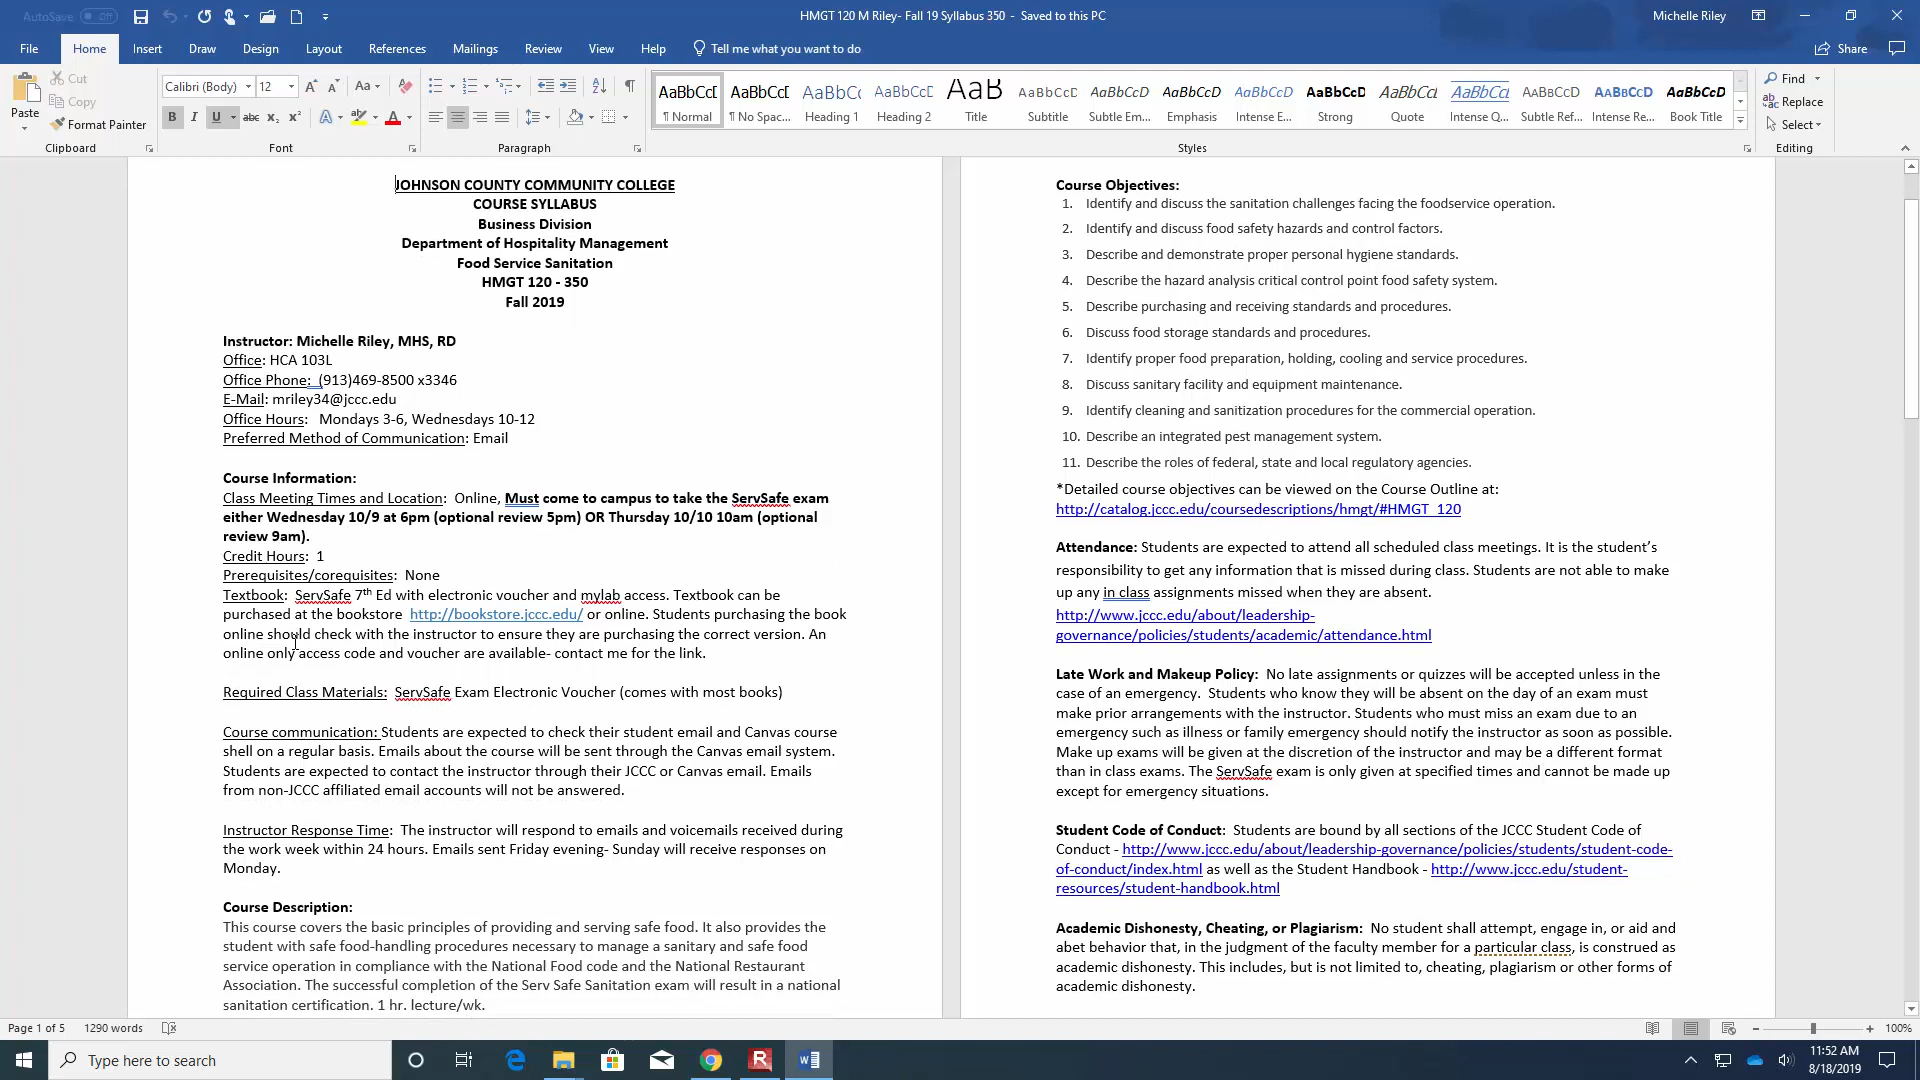 AutoSave Off
HMGT 120 M Riley- Fall 19 Syllabus 350 - Saved to this PC
Michelle Riley
File Home Insert Draw Design Layout References Mailings Review View Help Tell me what you want to do Share
Paste
Cut
Copy
Format Painter
Calibri (Body) 12
Clipboard Font Paragraph Styles Editing
AaBbCcD AaBbCcD AaBbCc AaBbCcD AaB AaBbCcD AaBbCcD AaBbCcD AaBbCcD AaBbCcD AaBbCcD AaBbCcD AaBbCcD AaBbCcD AaBbCcD
¶ Normal ¶ No Spac... Heading 1 Heading 2 Title Subtitle Subtle Em... Emphasis Intense E... Strong Quote Intense Q... Subtle Ref... Intense Re... Book Title
Find
Replace
Select
JOHNSON COUNTY COMMUNITY COLLEGE
COURSE SYLLABUS
Business Division
Department of Hospitality Management
Food Service Sanitation
HMGT 120 - 350
Fall 2019
Instructor: Michelle Riley, MHS, RD
Office: HCA 103L
Office Phone: (913)469-8500 x3346
E-Mail: mriley34@jccc.edu
Office Hours: Mondays 3-6, Wednesdays 10-12
Preferred Method of Communication: Email
Course Information:
Class Meeting Times and Location: Online, Must come to campus to take the ServSafe exam
either Wednesday 10/9 at 6pm (optional review 5pm) OR Thursday 10/10 10am (optional
review 9am).
Credit Hours: 1
Prerequisites/corequisites: None
Textbook: ServSafe 7th Ed with electronic voucher and mylab access. Textbook can be
purchased at the bookstore http://bookstore.jccc.edu/ or online. Students purchasing the book
online should check with the instructor to ensure they are purchasing the correct version. An
online only access code and voucher are available- contact me for the link.
Required Class Materials: ServSafe Exam Electronic Voucher (comes with most books)
Course communication: Students are expected to check their student email and Canvas course
shell on a regular basis. Emails about the course will be sent through the Canvas email system.
Students are expected to contact the instructor through their JCCC or Canvas email. Emails
from non-JCCC affiliated email accounts will not be answered.
Instructor Response Time: The instructor will respond to emails and voicemails received during
the work week within 24 hours. Emails sent Friday evening- Sunday will receive responses on
Monday.
Course Description:
This course covers the basic principles of providing and serving safe food. It also provides the
student with safe food-handling procedures necessary to manage a sanitary and safe food
service operation in compliance with the National Food code and the National Restaurant
Association. The successful completion of the Serv Safe Sanitation exam will result in a national
sanitation certification. 1 hr. lecture/wk.
Course Objectives:
1. Identify and discuss the sanitation challenges facing the foodservice operation.
2. Identify and discuss food safety hazards and control factors.
3. Describe and demonstrate proper personal hygiene standards.
4. Describe the hazard analysis critical control point food safety system.
5. Describe purchasing and receiving standards and procedures.
6. Discuss food storage standards and procedures.
7. Identify proper food preparation, holding, cooling and service procedures.
8. Discuss sanitary facility and equipment maintenance.
9. Identify cleaning and sanitization procedures for the commercial operation.
10. Describe an integrated pest management system.
11. Describe the roles of federal, state and local regulatory agencies.
*Detailed course objectives can be viewed on the Course Outline at:
http://catalog.jccc.edu/coursedescriptions/hmgt/#HMGT_120
Attendance: Students are expected to attend all scheduled class meetings. It is the student’s
responsibility to get any information that is missed during class. Students are not able to make
up any in class assignments missed when they are absent.
http://www.jccc.edu/about/leadership-
governance/policies/students/academic/attendance.html
Late Work and Makeup Policy: No late assignments or quizzes will be accepted unless in the
case of an emergency. Students who know they will be absent on the day of an exam must
make prior arrangements with the instructor. Students who must miss an exam due to an
emergency such as illness or family emergency should notify the instructor as soon as possible.
Make up exams will be given at the discretion of the instructor and may be a different format
than in class exams. The ServSafe exam is only given at specified times and cannot be made up
except for emergency situations.
Student Code of Conduct: Students are bound by all sections of the JCCC Student Code of
Conduct - http://www.jccc.edu/about/leadership-governance/policies/students/student-code-
of-conduct/index.html as well as the Student Handbook - http://www.jccc.edu/student-
resources/student-handbook.html
Academic Dishonesty, Cheating, or Plagiarism: No student shall attempt, engage in, or aid and
abet behavior that, in the judgment of the faculty member for a particular class, is construed as
academic dishonesty. This includes, but is not limited to, cheating, plagiarism or other forms of
academic dishonesty.
Page 1 of 5 1290 words 100%
Type here to search
11:52 AM
8/18/2019